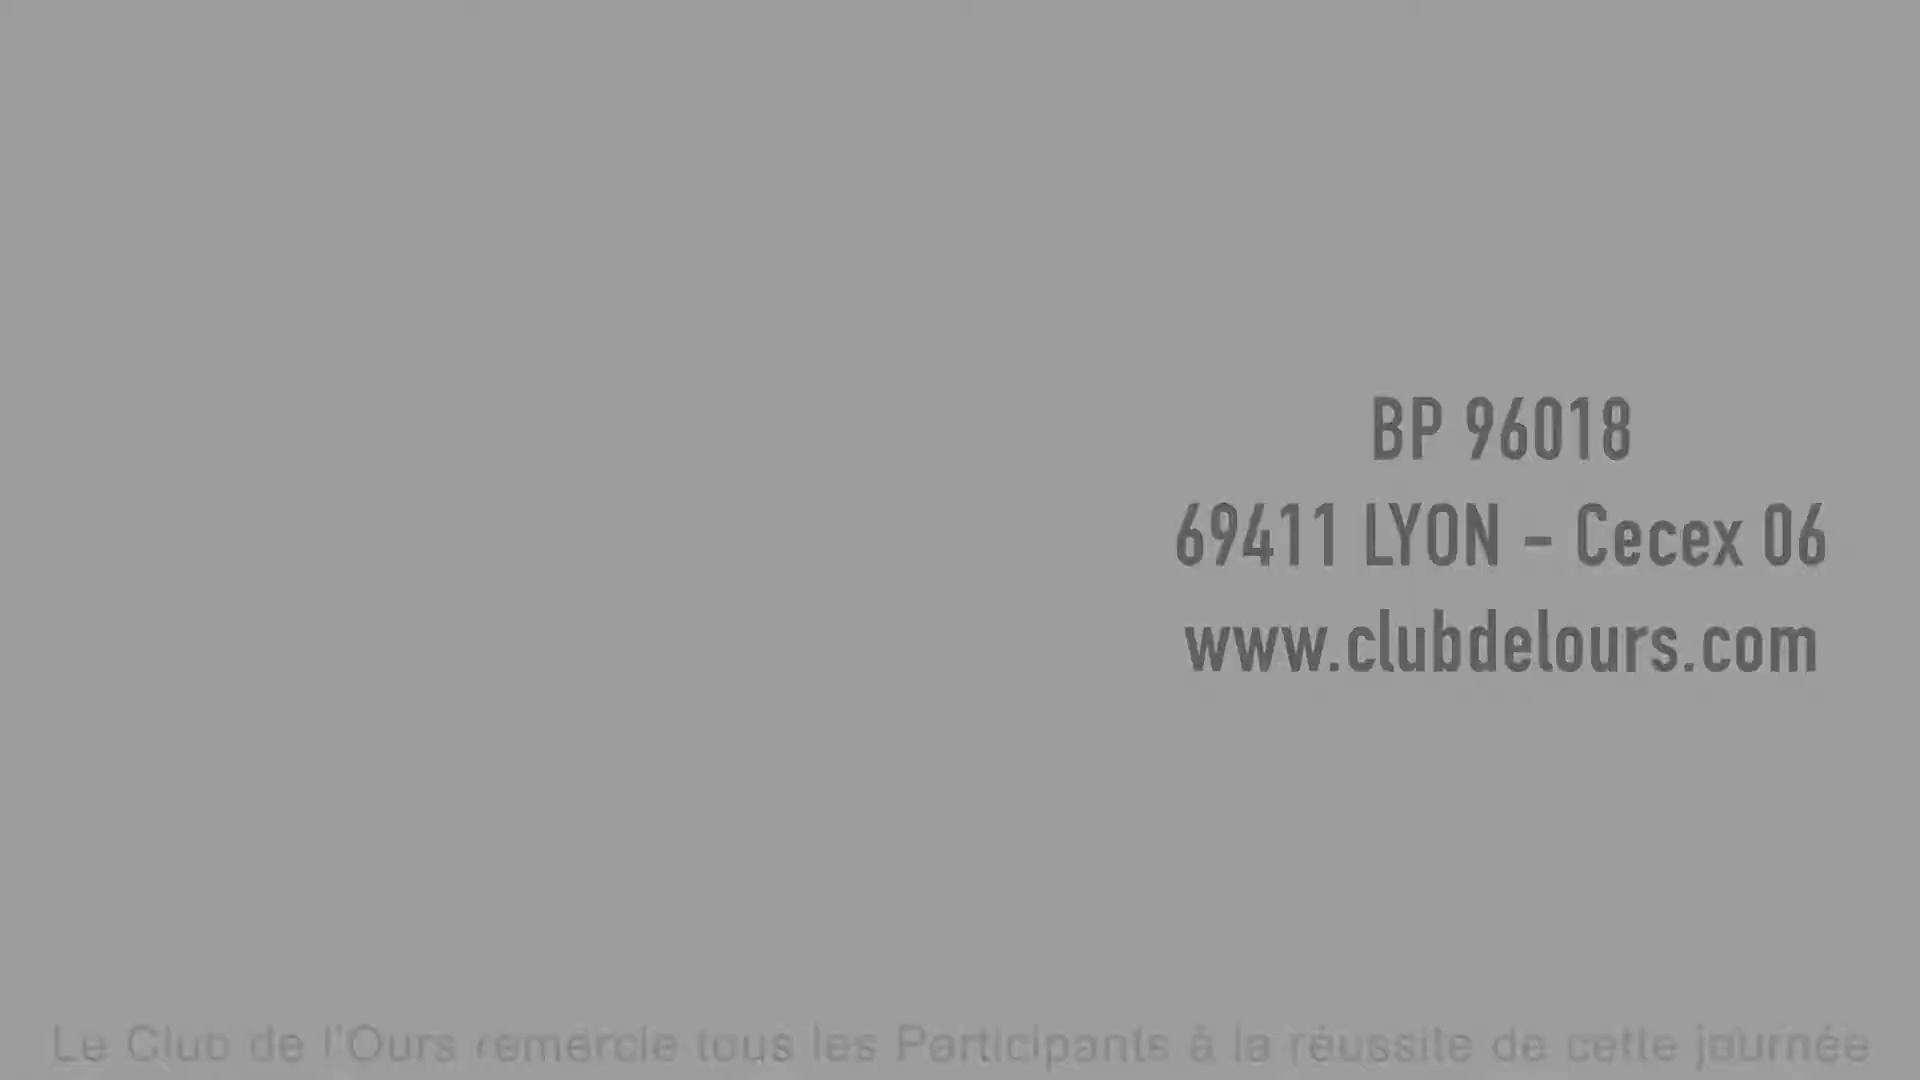 BP 96018
69411 LYON - Cecex 06
www.clubdelours.com
Le Club de l'Ours remercie tous les Participants à la réussite de cette journée